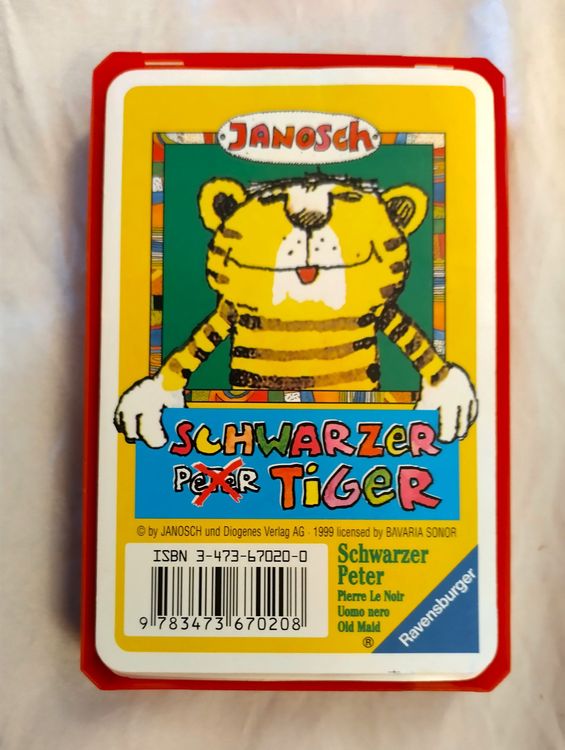 JANOSCH
SCHWARZER
PETER TIGER
© by JANOSCH und Diogenes Verlag AG · 1999 licensed by BAVARIA SONOR
ISBN 3-473-67020-0
9 783473 670208
Schwarzer
Peter
Pierre Le Noir
Uomo nero
Old Maid
®
Ravensburger